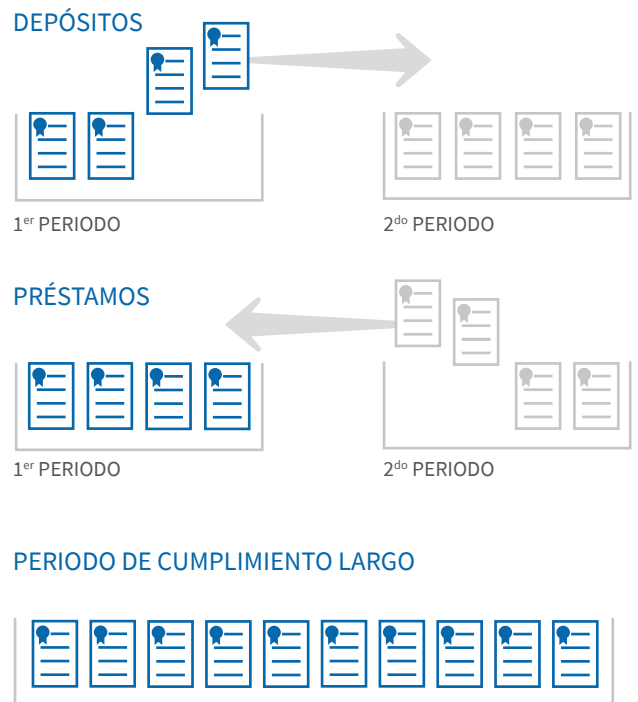 DEPÓSITOS
1er PERIODO
2do PERIODO
PRÉSTAMOS
1er PERIODO
2do PERIODO
PERIODO DE CUMPLIMIENTO LARGO